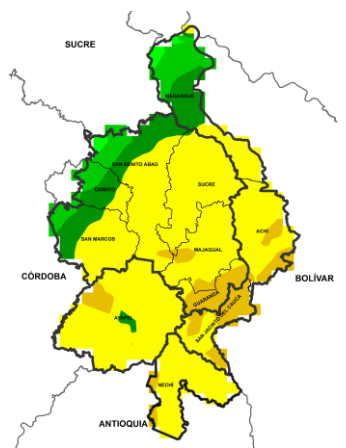 SUCRE
MAGANGUÉ
SAN BENITO ABAD
SUCRE
CAIMITO
ACHÍ
SAN MARCOS
MAJAGUAL
CÓRDOBA
BOLÍVAR
GUARANDA
SAN JACINTO DEL CAUCA
AYAPEL
NECHÍ
ANTIOQUIA